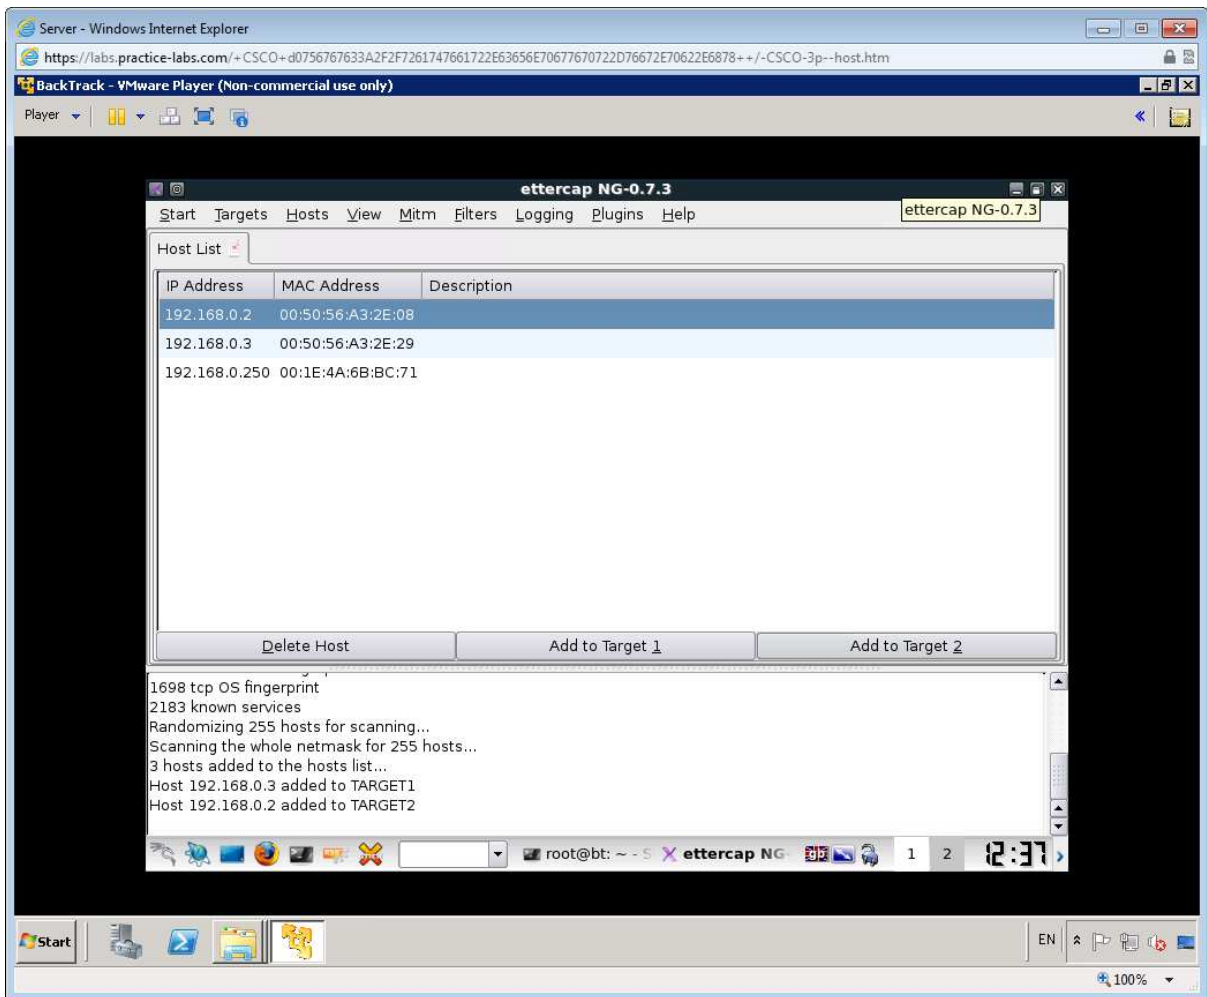 Server - Windows Internet Explorer
https://labs.practice-labs.com/+CSCO+d0756767633A2F2F7261747661722E63656E70677670722D76672E70622E6878++/-CSCO-3p--host.htm
BackTrack - VMware Player (Non-commercial use only)
Player
ettercap NG-0.7.3
Start Targets Hosts View Mitm Filters Logging Plugins Help
ettercap NG-0.7.3
Host List
IP Address MAC Address Description
192.168.0.2 00:50:56:A3:2E:08
192.168.0.3 00:50:56:A3:2E:29
192.168.0.250 00:1E:4A:6B:BC:71
Delete Host Add to Target 1 Add to Target 2
1698 tcp OS fingerprint
2183 known services
Randomizing 255 hosts for scanning...
Scanning the whole netmask for 255 hosts...
3 hosts added to the hosts list...
Host 192.168.0.3 added to TARGET1
Host 192.168.0.2 added to TARGET2
root@bt: ~ - S ettercap NG- gb 1 2 12:37
Start EN
100%